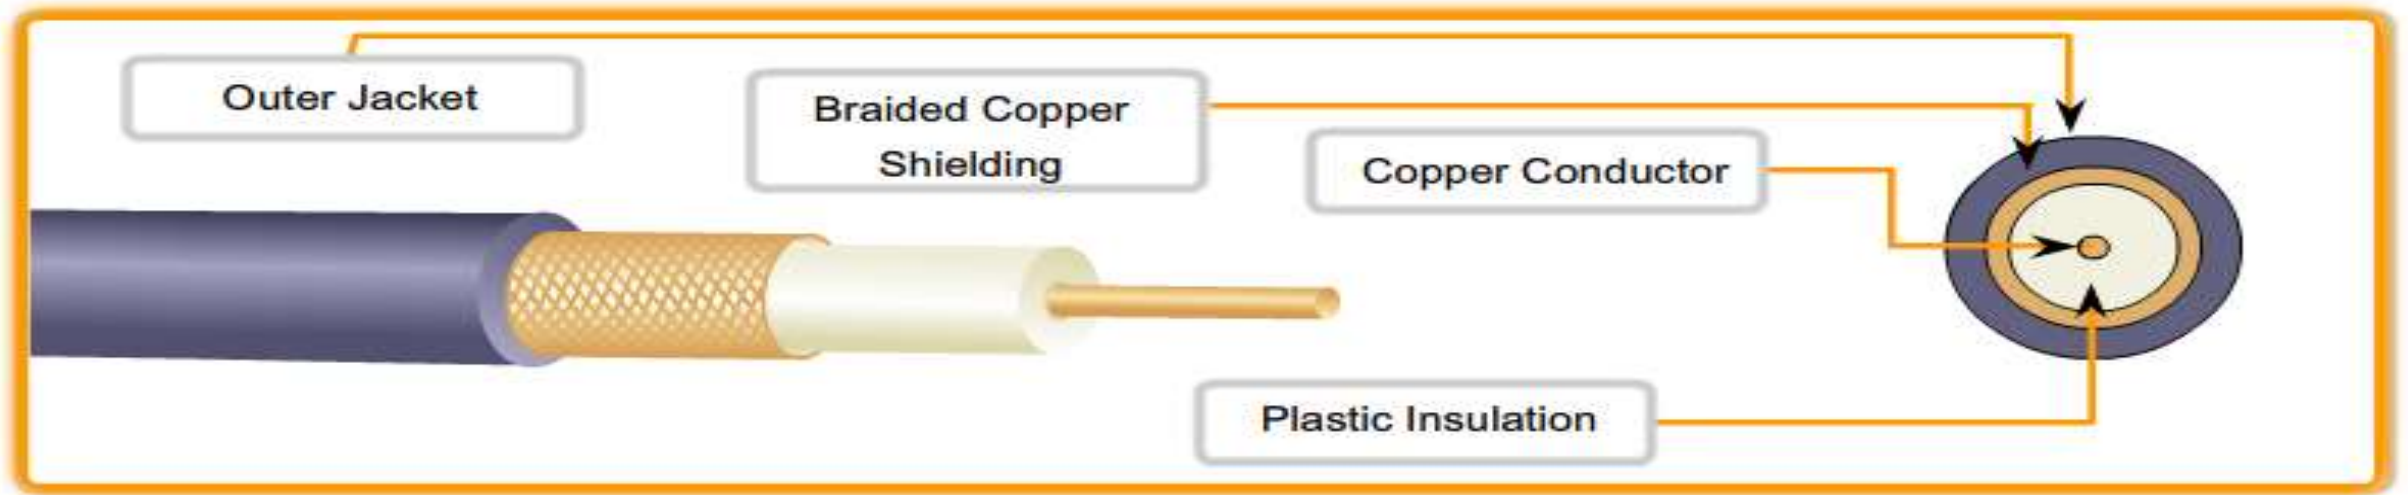 Outer Jacket
Braided Copper
Shielding
Copper Conductor
Plastic Insulation